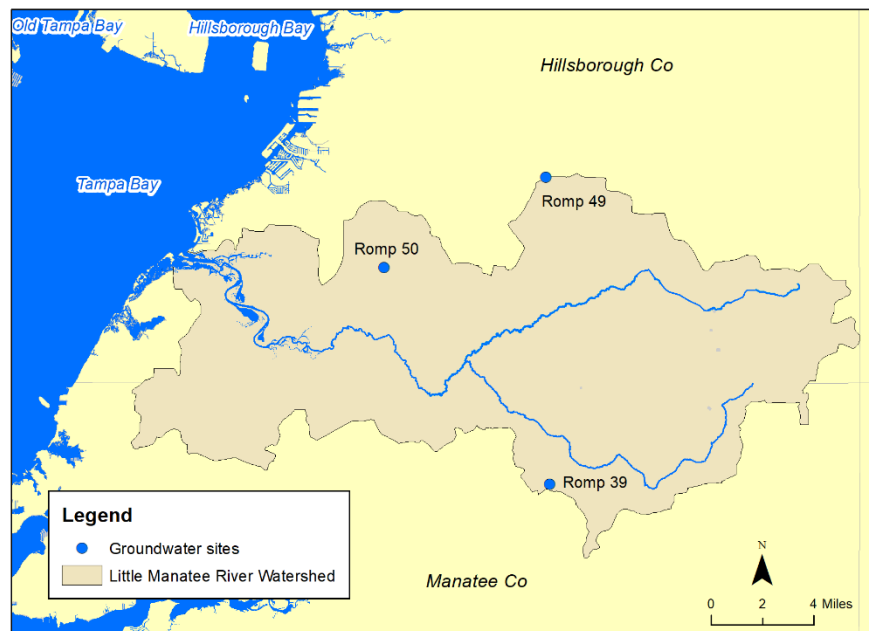 Old Tampa Bay
Hillsborough Bay
Hillsborough Co
Tampa Bay
Romp 49
Romp 50
Romp 39
Legend
Groundwater sites
Little Manatee River Watershed
Manatee Co
N
0 2 4 Miles